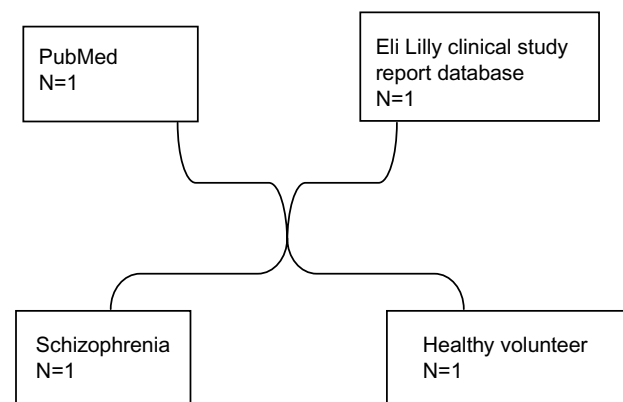 PubMed
N=1
Eli Lilly clinical study
report database
N=1
Schizophrenia
N=1
Healthy volunteer
N=1